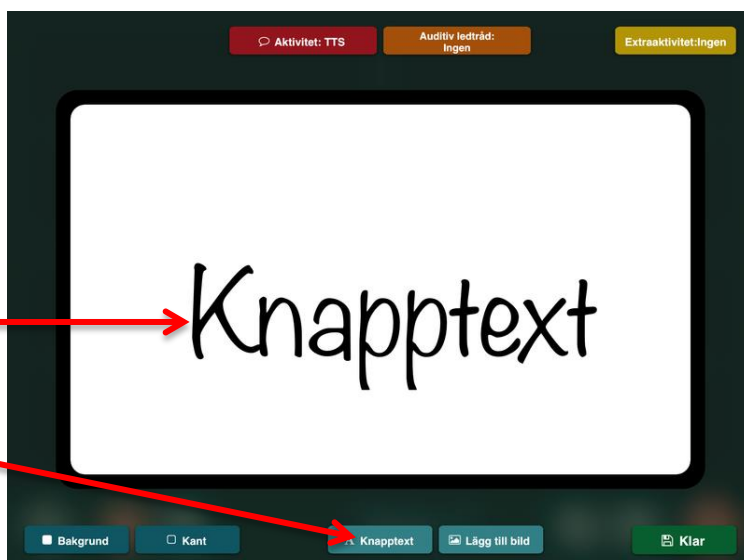 Aktivitet: TTS
Auditiv ledtråd:
Ingen
Extraaktivitet:Ingen
Knapptext
Bakgrund
Kant
A Knapptext
Lägg till bild
Klar